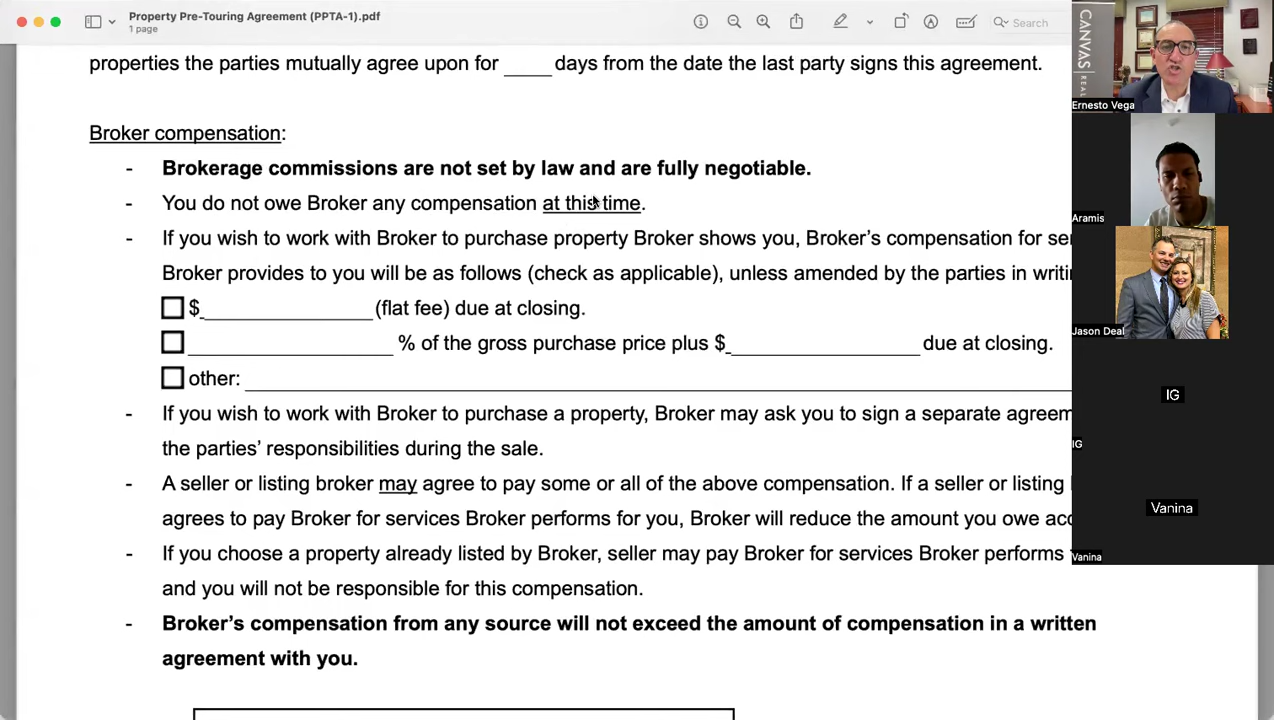 Property Pre-Touring Agreement (PPTA-1).pdf
1 page
Search
properties the parties mutually agree upon for ____ days from the date the last party signs this agreement.
Broker compensation:
- Brokerage commissions are not set by law and are fully negotiable.
- You do not owe Broker any compensation at this time.
- If you wish to work with Broker to purchase property Broker shows you, Broker's compensation for ser
Broker provides to you will be as follows (check as applicable), unless amended by the parties in writin
$ (flat fee) due at closing.
% of the gross purchase price plus $ due at closing.
other:
- If you wish to work with Broker to purchase a property, Broker may ask you to sign a separate agreem
the parties' responsibilities during the sale.
- A seller or listing broker may agree to pay some or all of the above compensation. If a seller or listing
agrees to pay Broker for services Broker performs for you, Broker will reduce the amount you owe acc
- If you choose a property already listed by Broker, seller may pay Broker for services Broker performs
and you will not be responsible for this compensation.
- Broker's compensation from any source will not exceed the amount of compensation in a written
agreement with you.
CANVAS
REAL
Ernesto Vega
Aramis
Jason Deal
IG
IG
Vanina
Vanina